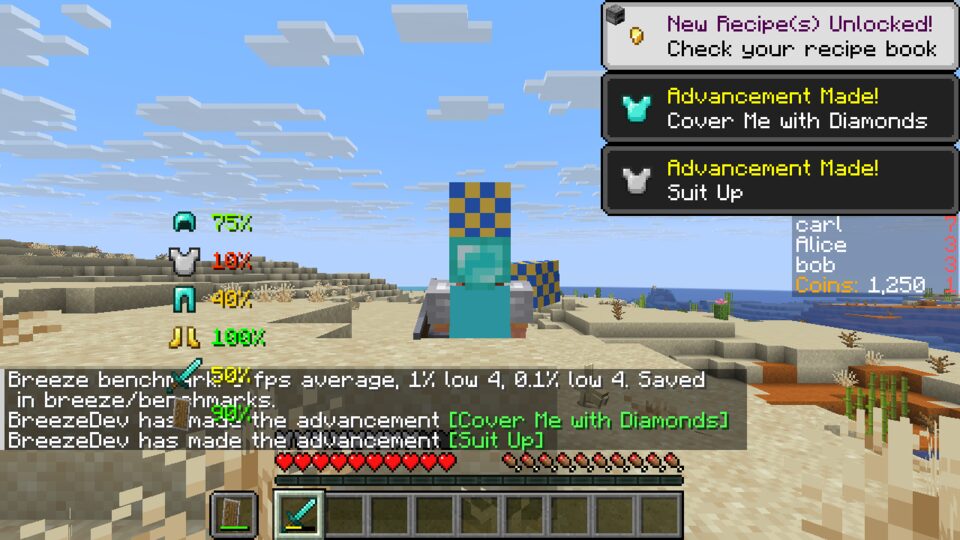 New Recipe(s) Unlocked!
Check your recipe book
Advancement Made!
Cover Me with Diamonds
Advancement Made!
Suit Up
carl
Alice
bob
Coins: 1,250
75%
10%
40%
100%
50%
90%
Breeze fps average, 1% low 4, 0.1% low 4. Saved
in breeze/benchmarks.
BreezeDev has made the advancement [Cover Me with Diamonds]
BreezeDev has made the advancement [Suit Up]